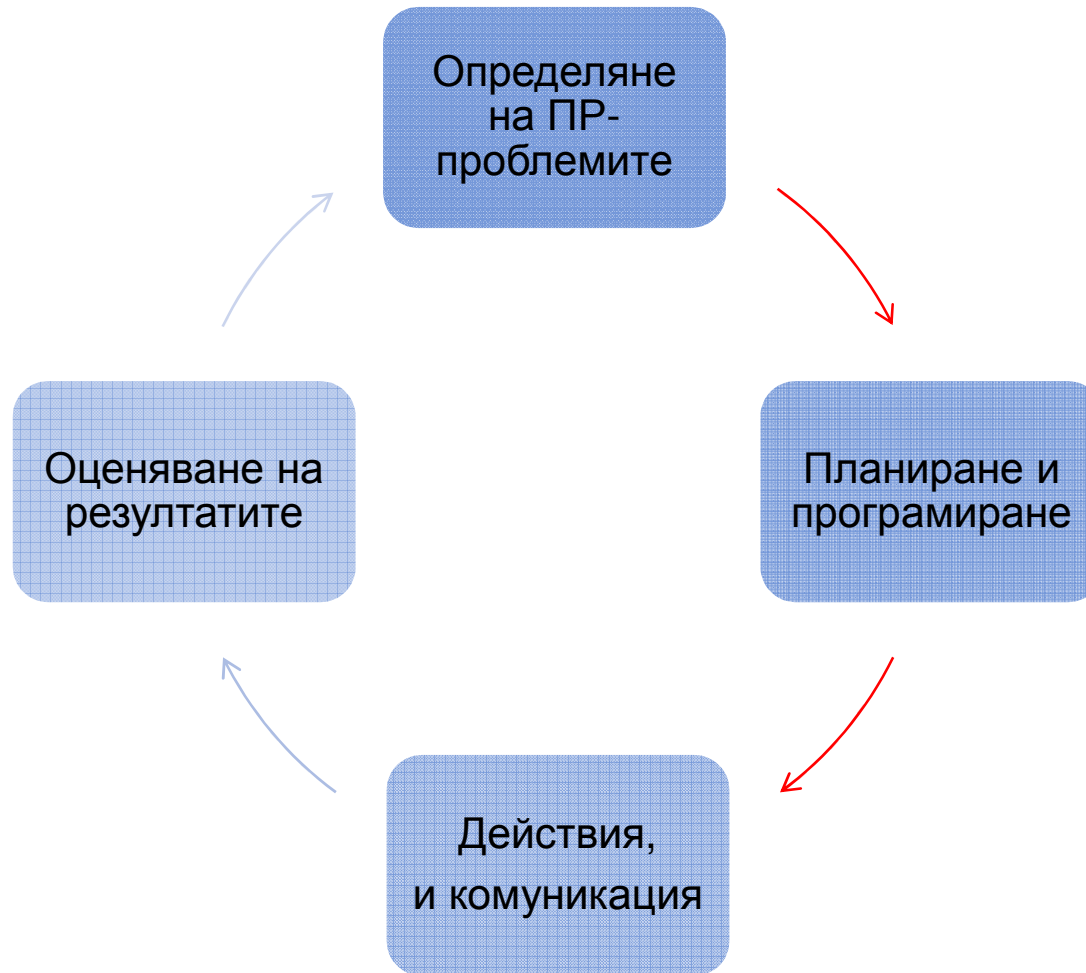 Определяне
на ПР-
проблемите
Оценяване на
резултатите
Планиране и
програмиране
Действия,
и комуникация